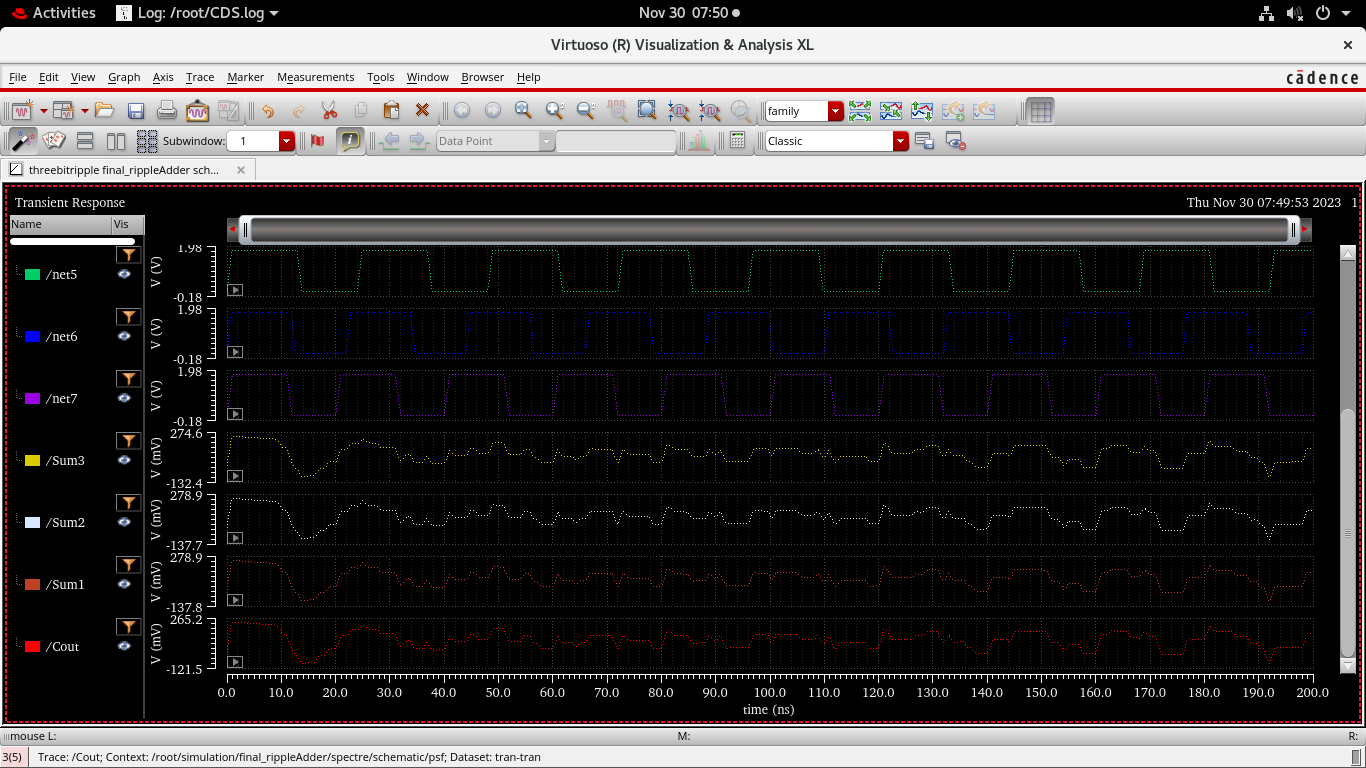 Activities Log: /root/CDS.log Nov 30 07:50
Virtuoso (R) Visualization & Analysis XL
File Edit View Graph Axis Trace Marker Measurements Tools Window Browser Help cādence
family
Subwindow: 1 Data Point Classic
threebitripple final_rippleAdder sch...
Transient Response Thu Nov 30 07:49:53 2023 1
Name Vis
/net5 V (V) 1.98 -0.18
/net6 V (V) 1.98 -0.18
/net7 V (V) 1.98 -0.18
/Sum3 V (mV) 274.6 -132.4
/Sum2 V (mV) 278.9 -137.7
/Sum1 V (mV) 278.9 -137.8
/Cout V (mV) 265.2 -121.5
0.0 10.0 20.0 30.0 40.0 50.0 60.0 70.0 80.0 90.0 100.0 110.0 120.0 130.0 140.0 150.0 160.0 170.0 180.0 190.0 200.0
time (ns)
mouse L: M: R:
3(5) Trace: /Cout; Context: /root/simulation/final_rippleAdder/spectre/schematic/psf; Dataset: tran-tran